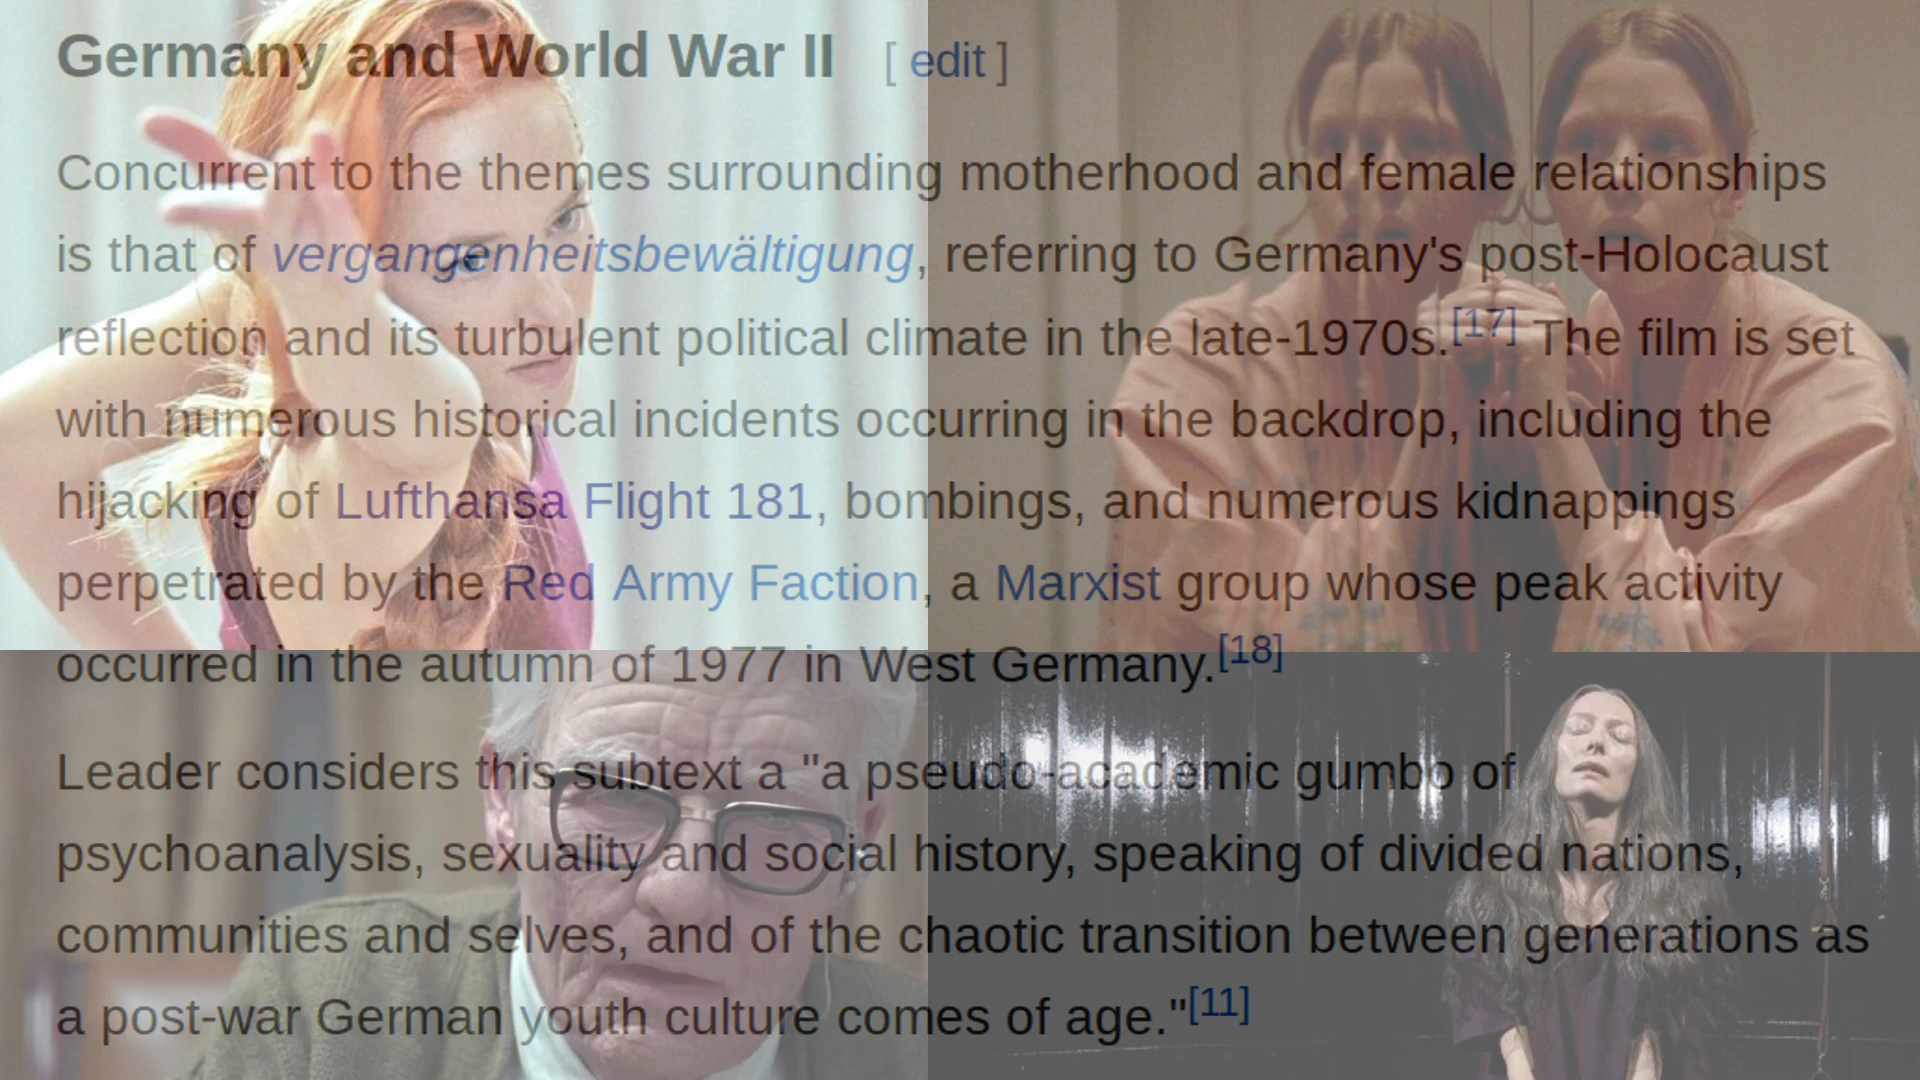 Germany and World War II [ edit ]
Concurrent to the themes surrounding motherhood and female relationships
is that of vergangenheitsbewältigung, referring to Germany's post-Holocaust
reflection and its turbulent political climate in the late-1970s.[17] The film is set
with numerous historical incidents occurring in the backdrop, including the
hijacking of Lufthansa Flight 181, bombings, and numerous kidnappings
perpetrated by the Red Army Faction, a Marxist group whose peak activity
occurred in the autumn of 1977 in West Germany.[18]
Leader considers this subtext a "a pseudo-academic gumbo of
psychoanalysis, sexuality and social history, speaking of divided nations,
communities and selves, and of the chaotic transition between generations as
a post-war German youth culture comes of age."[11]